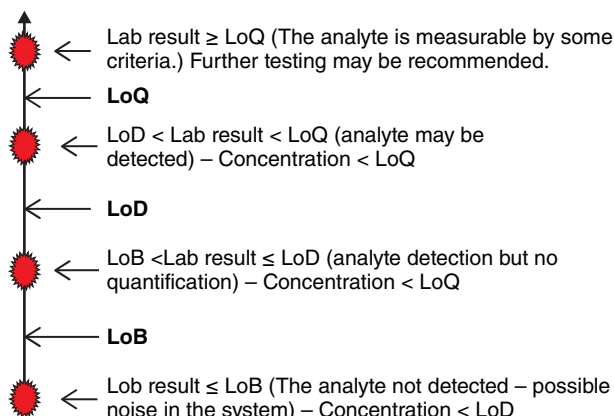 Lab result ≥ LoQ (The analyte is measurable by some
criteria.) Further testing may be recommended.
LoQ
LoD < Lab result < LoQ (analyte may be
detected) – Concentration < LoQ
LoD
LoB <Lab result ≤ LoD (analyte detection but no
quantification) – Concentration < LoQ
LoB
Lob result ≤ LoB (The analyte not detected – possible
noise in the system) – Concentration < LoD